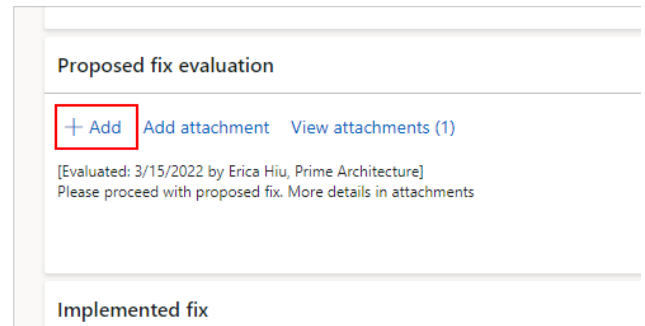 Proposed fix evaluation
+ Add Add attachment View attachments (1)
[Evaluated: 3/15/2022 by Erica Hiu, Prime Architecture]
Please proceed with proposed fix. More details in attachments
Implemented fix